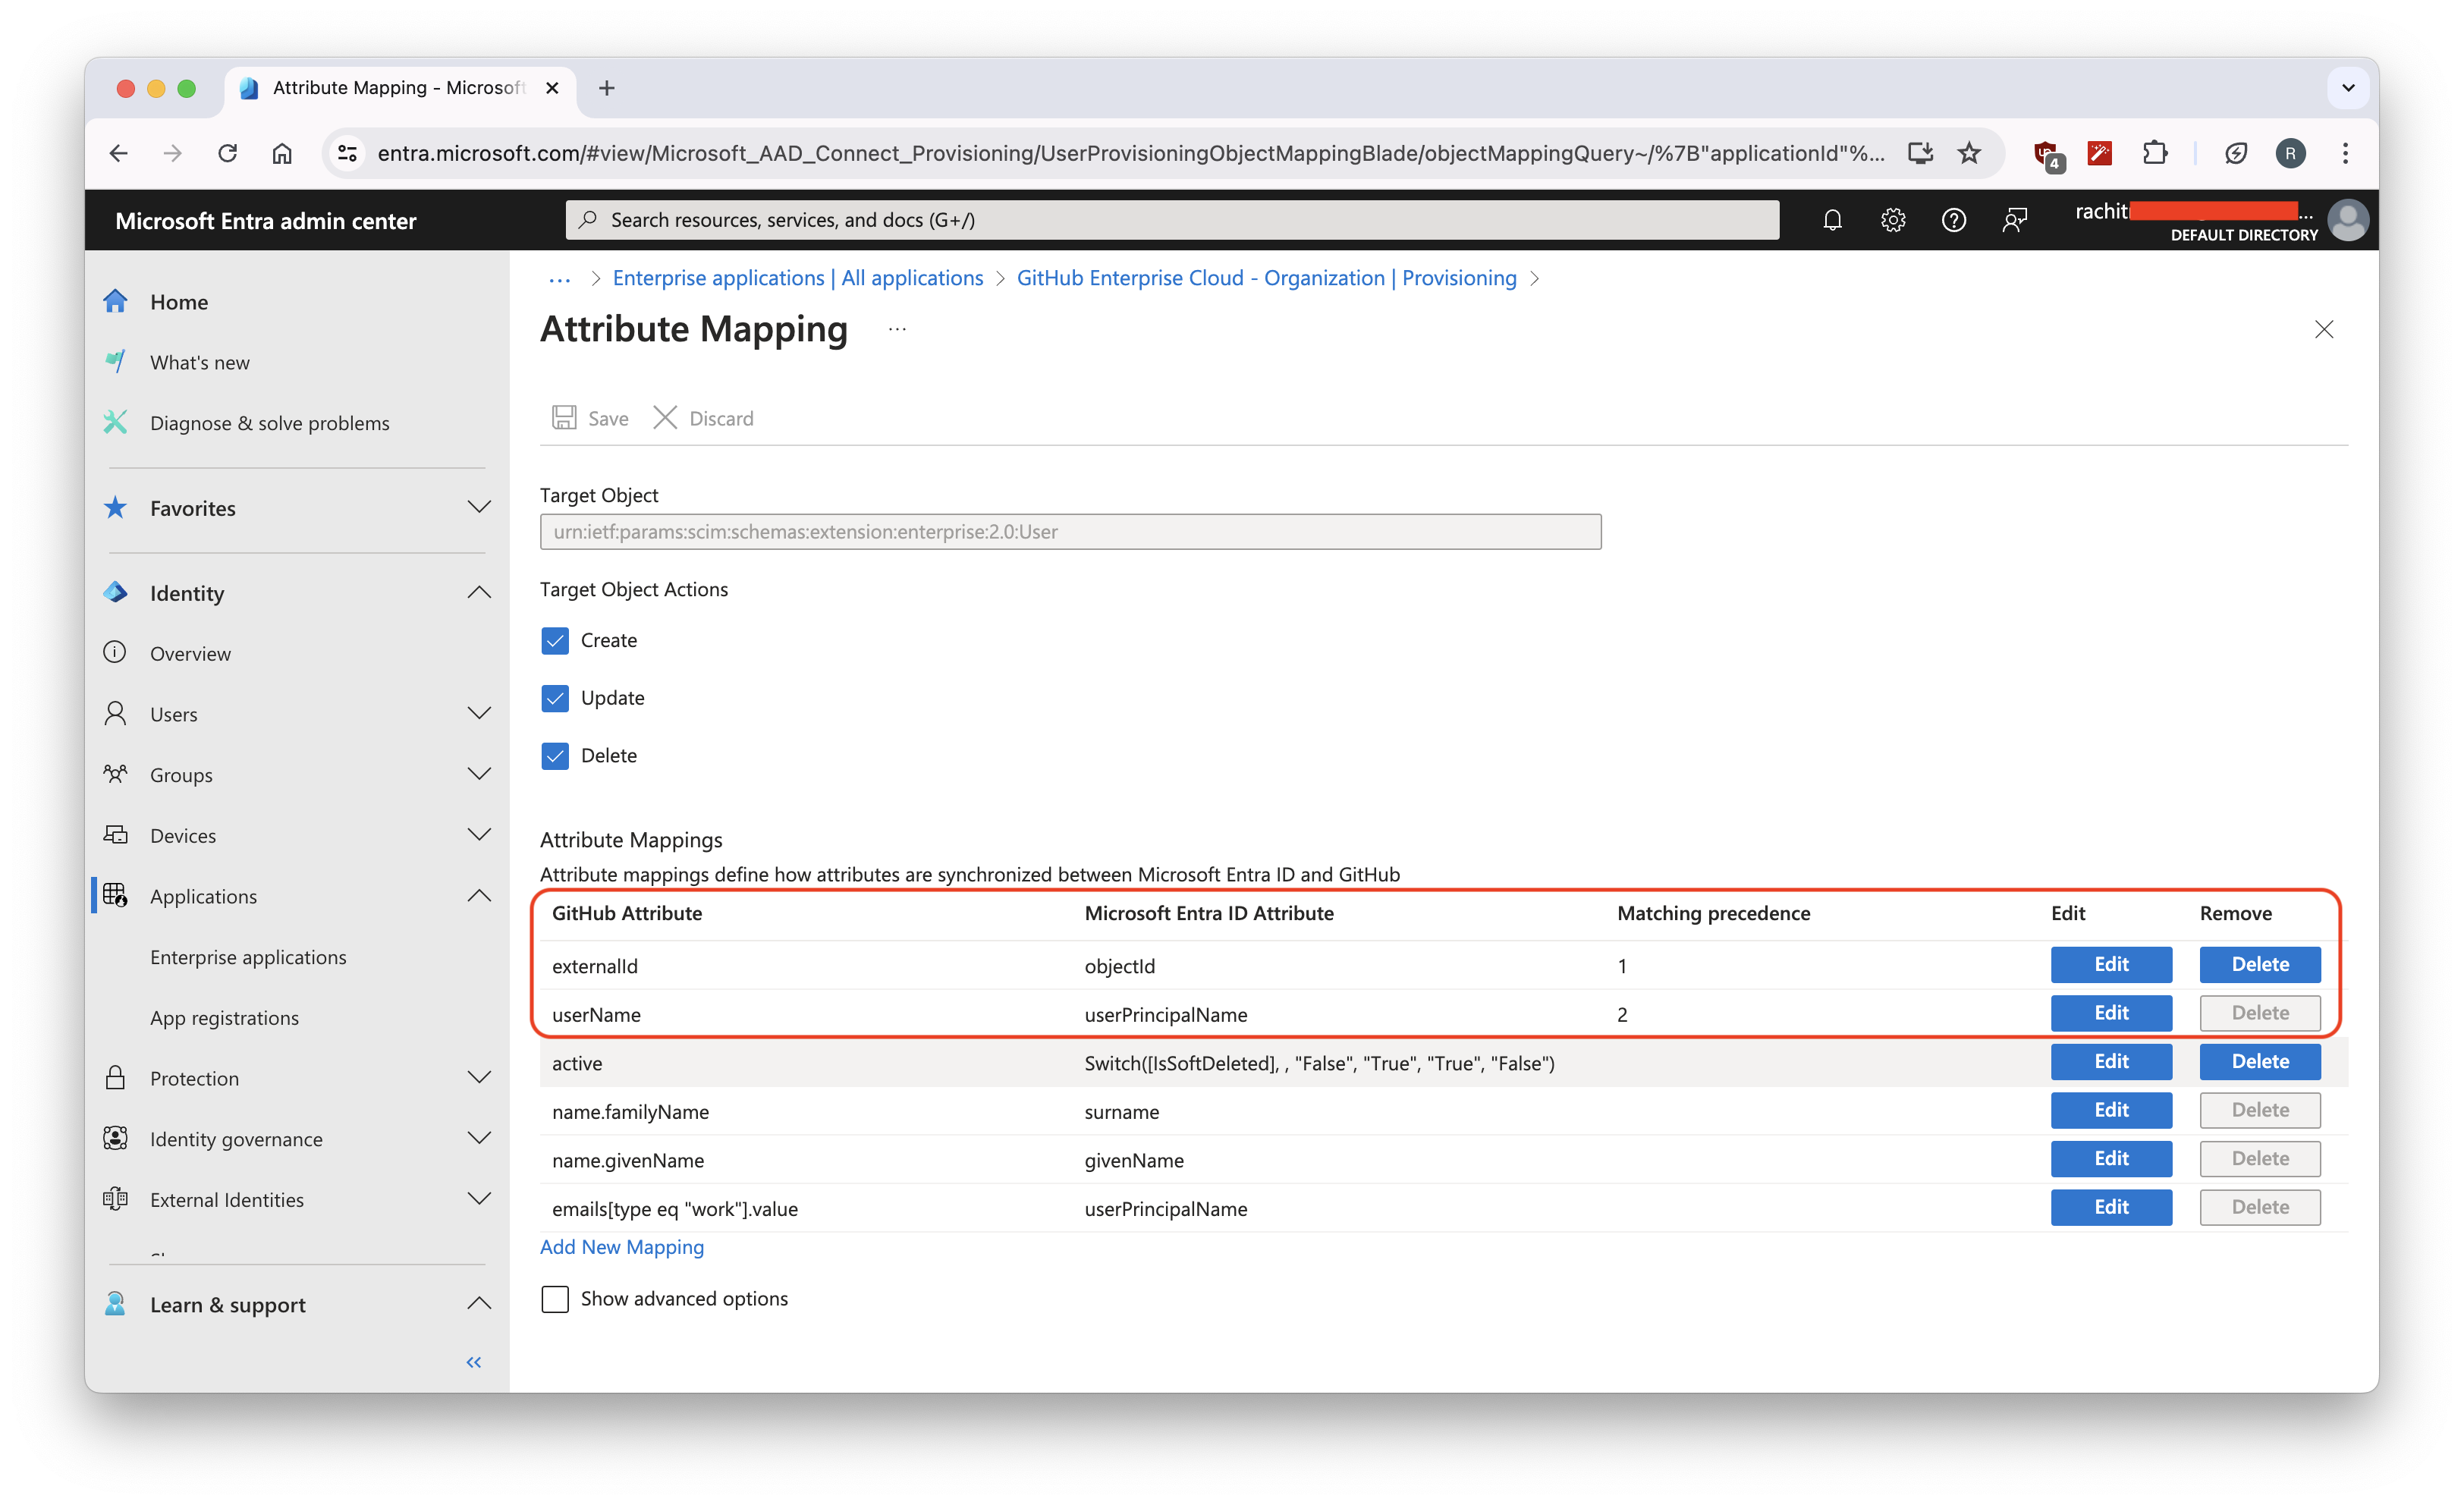 Attribute Mapping - Microsoft
entra.microsoft.com/#view/Microsoft_AAD_Connect_Provisioning/UserProvisioningObjectMappingBlade/objectMappingQuery~/%7B"applicationId"%...
4
R
Microsoft Entra admin center
Search resources, services, and docs (G+/)
rachit ...
DEFAULT DIRECTORY
Home
What's new
Diagnose & solve problems
Favorites
Identity
Overview
Users
Groups
Devices
Applications
Enterprise applications
App registrations
Protection
Identity governance
External Identities
Learn & support
... > Enterprise applications | All applications > GitHub Enterprise Cloud - Organization | Provisioning >
Attribute Mapping ...
Save Discard
Target Object
urn:ietf:params:scim:schemas:extension:enterprise:2.0:User
Target Object Actions
Create
Update
Delete
Attribute Mappings
Attribute mappings define how attributes are synchronized between Microsoft Entra ID and GitHub
GitHub Attribute Microsoft Entra ID Attribute Matching precedence Edit Remove
externalId objectId 1 Edit Delete
userName userPrincipalName 2 Edit Delete
active Switch([IsSoftDeleted], , "False", "True", "True", "False") Edit Delete
name.familyName surname Edit Delete
name.givenName givenName Edit Delete
emails[type eq "work"].value userPrincipalName Edit Delete
Add New Mapping
Show advanced options